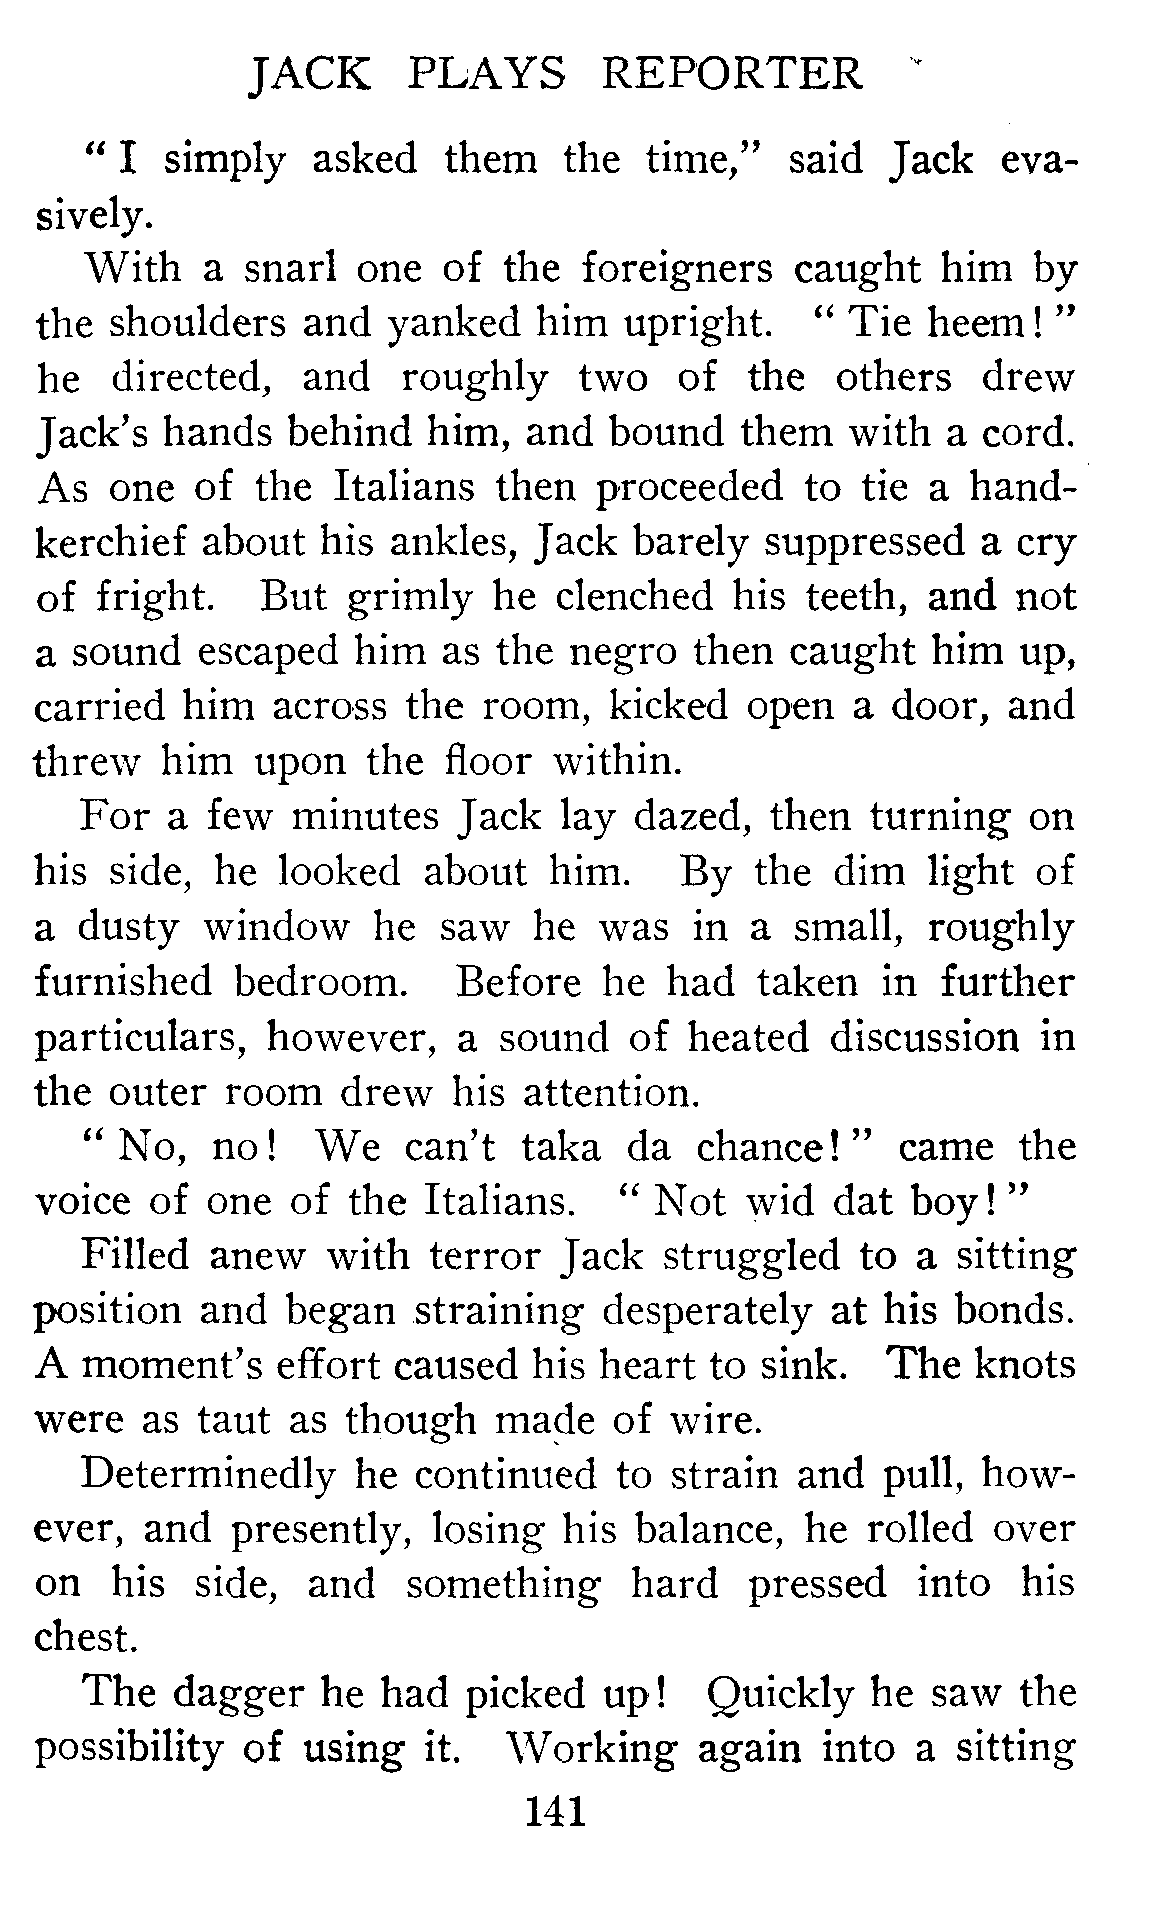 JACK PLAYS REPORTER
“ I simply asked them the time,” said Jack eva-
sively.
With a snarl one of the foreigners caught him by
the shoulders and yanked him upright. “ Tie heem! ”
he directed, and roughly two of the others drew
Jack’s hands behind him, and bound them with a cord.
As one of the Italians then proceeded to tie a hand-
kerchief about his ankles, Jack barely suppressed a cry
of fright. But grimly he clenched his teeth, and not
a sound escaped him as the negro then caught him up,
carried him across the room, kicked open a door, and
threw him upon the floor within.
For a few minutes Jack lay dazed, then turning on
his side, he looked about him. By the dim light of
a dusty window he saw he was in a small, roughly
furnished bedroom. Before he had taken in further
particulars, however, a sound of heated discussion in
the outer room drew his attention.
“ No, no! We can’t taka da chance! ” came the
voice of one of the Italians. “ Not wid dat boy! ”
Filled anew with terror Jack struggled to a sitting
position and began straining desperately at his bonds.
A moment’s effort caused his heart to sink. The knots
were as taut as though made of wire.
Determinedly he continued to strain and pull, how-
ever, and presently, losing his balance, he rolled over
on his side, and something hard pressed into his
chest.
The dagger he had picked up! Quickly he saw the
possibility of using it. Working again into a sitting
141